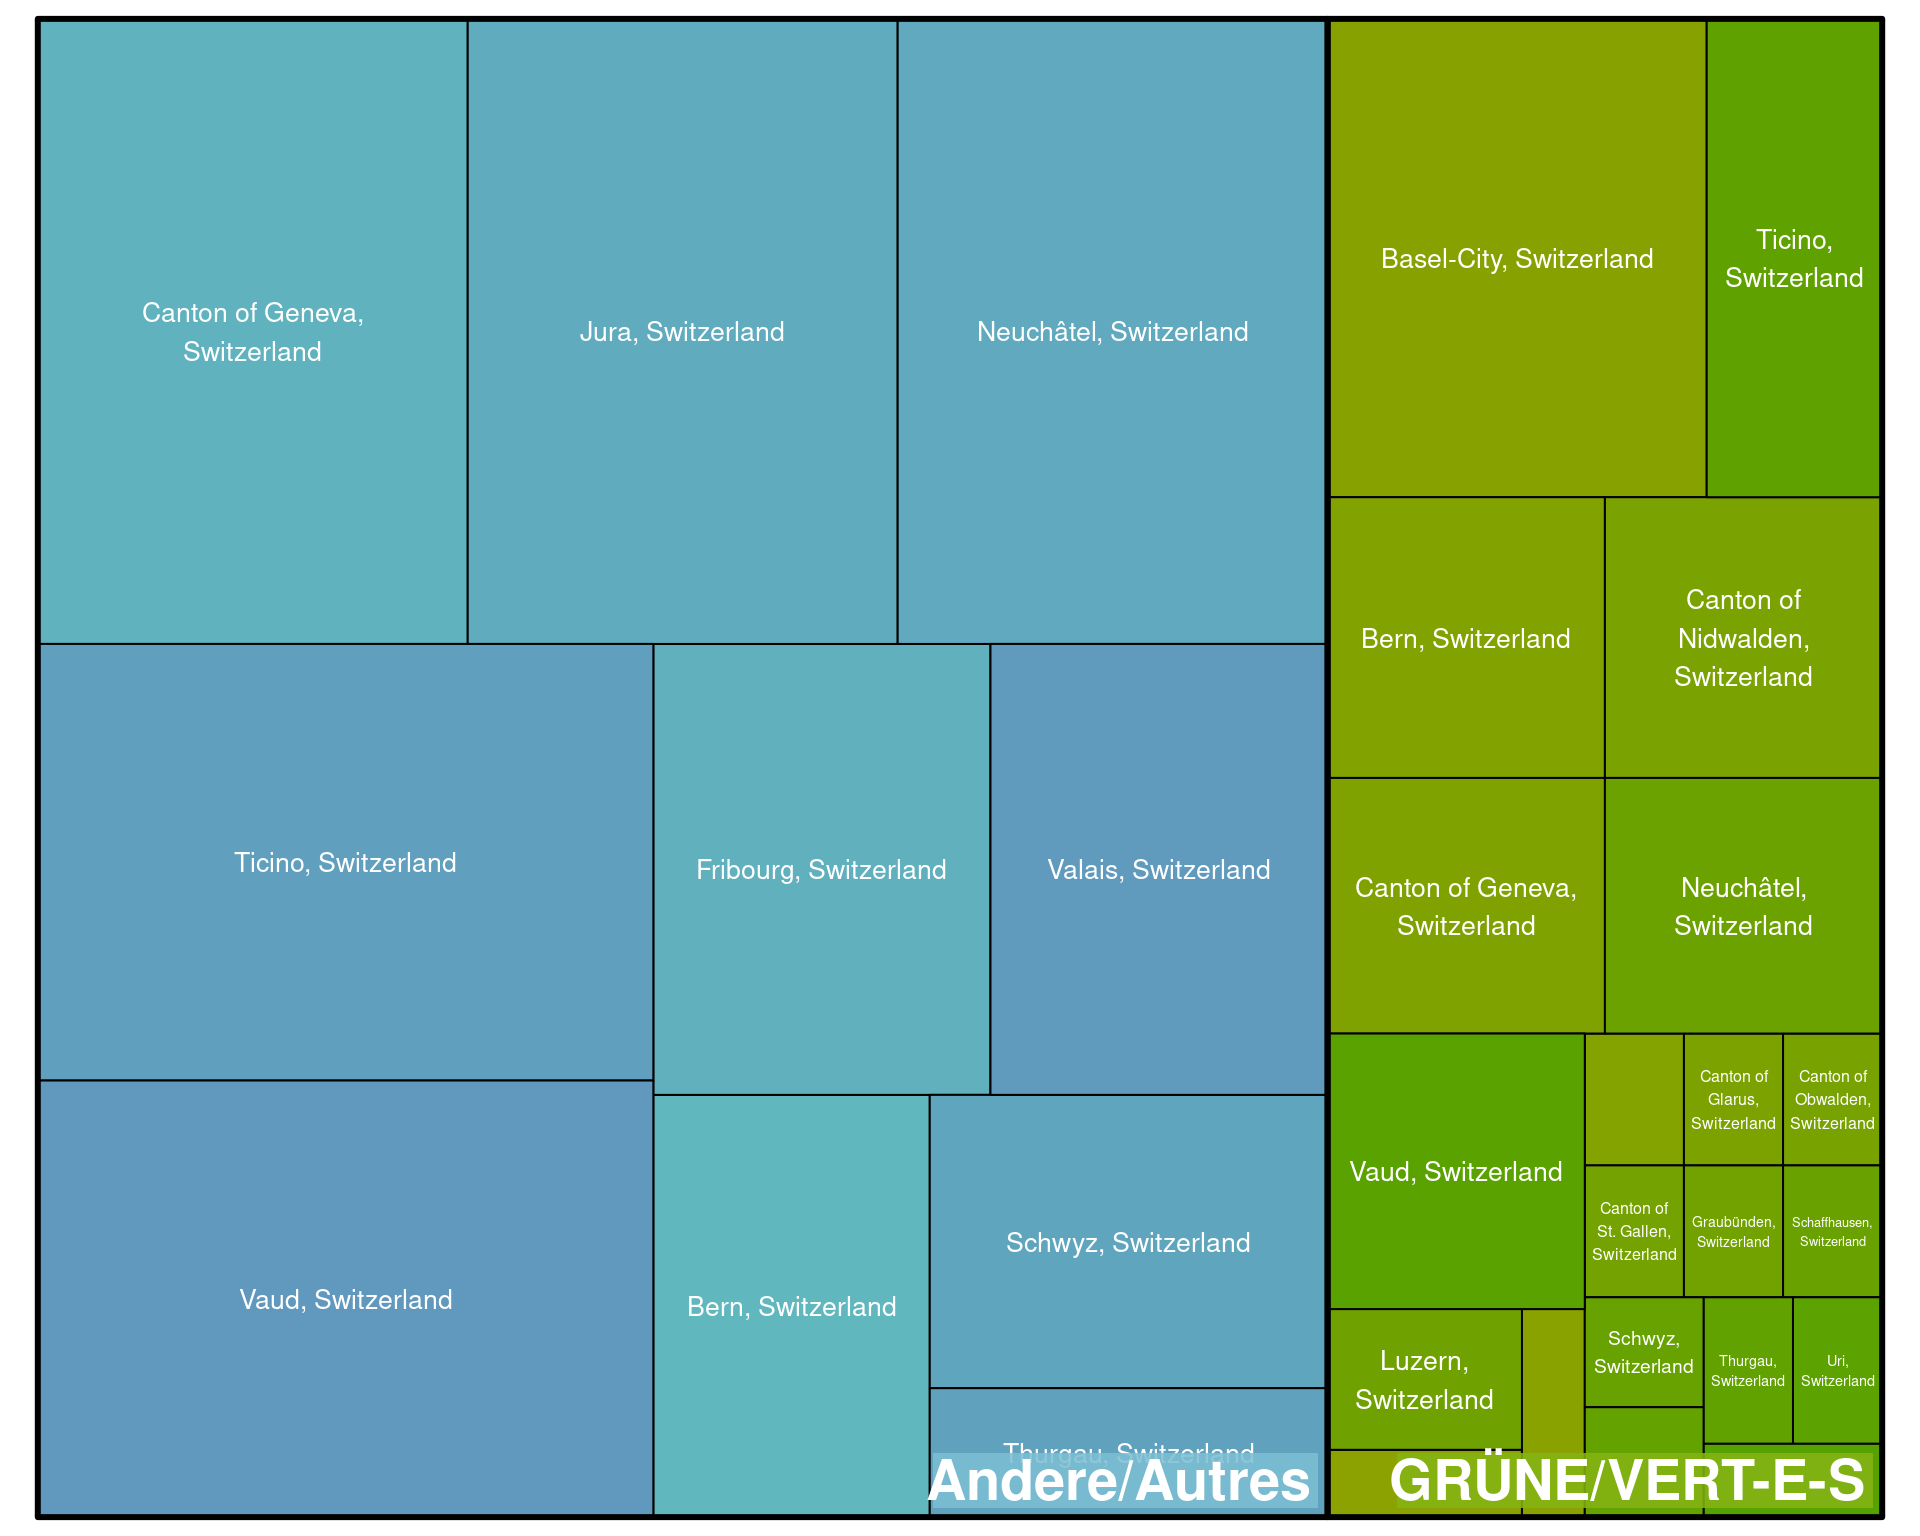 Canton of Geneva,
Switzerland
Jura, Switzerland
Neuchâtel, Switzerland
Ticino, Switzerland
Fribourg, Switzerland
Valais, Switzerland
Vaud, Switzerland
Bern, Switzerland
Schwyz, Switzerland
Thurgau, Switzerland
Andere/Autres
Basel-City, Switzerland
Ticino,
Switzerland
Bern, Switzerland
Canton of
Nidwalden,
Switzerland
Canton of Geneva,
Switzerland
Neuchâtel,
Switzerland
Vaud, Switzerland
Canton of
Glarus,
Switzerland
Canton of
Obwalden,
Switzerland
Canton of
St. Gallen,
Switzerland
Graubünden,
Switzerland
Schaffhausen,
Switzerland
Luzern,
Switzerland
Schwyz,
Switzerland
Thurgau,
Switzerland
Uri,
Switzerland
GRÜNE/VERT-E-S